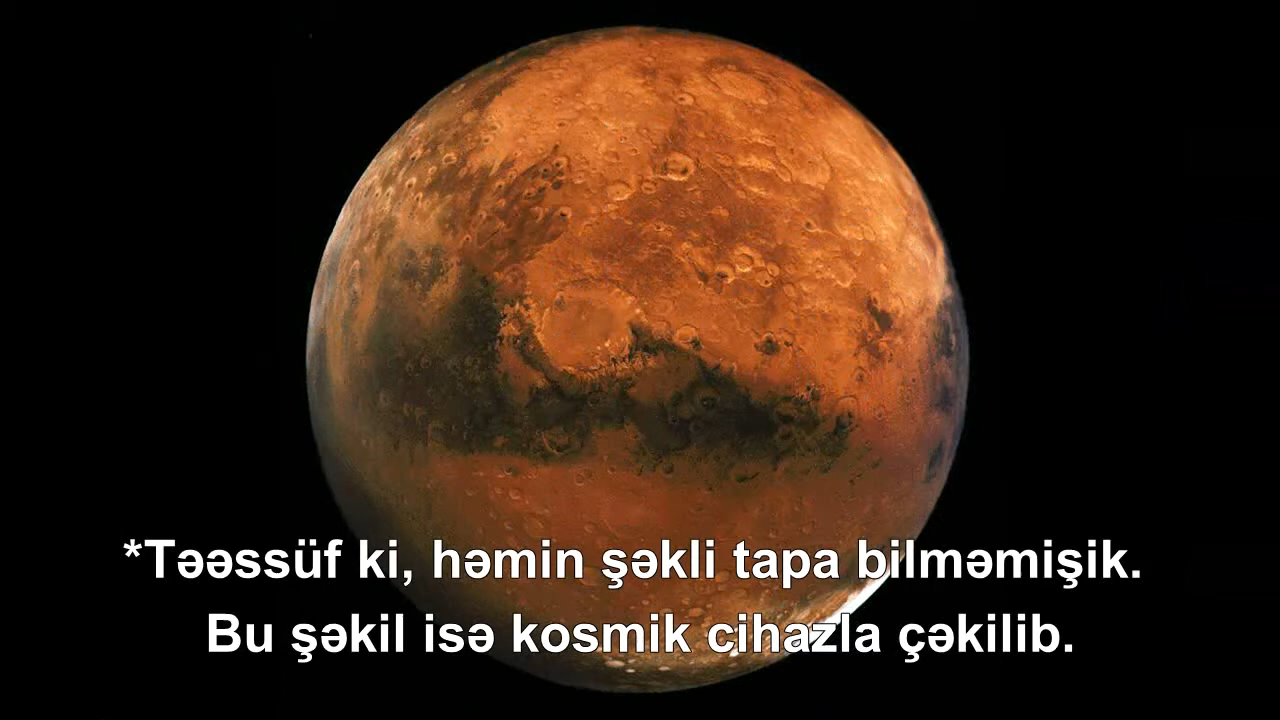 *Təəssüf ki, həmin şəkli tapa bilməmişik.
Bu şəkil isə kosmik cihazla çəkilib.